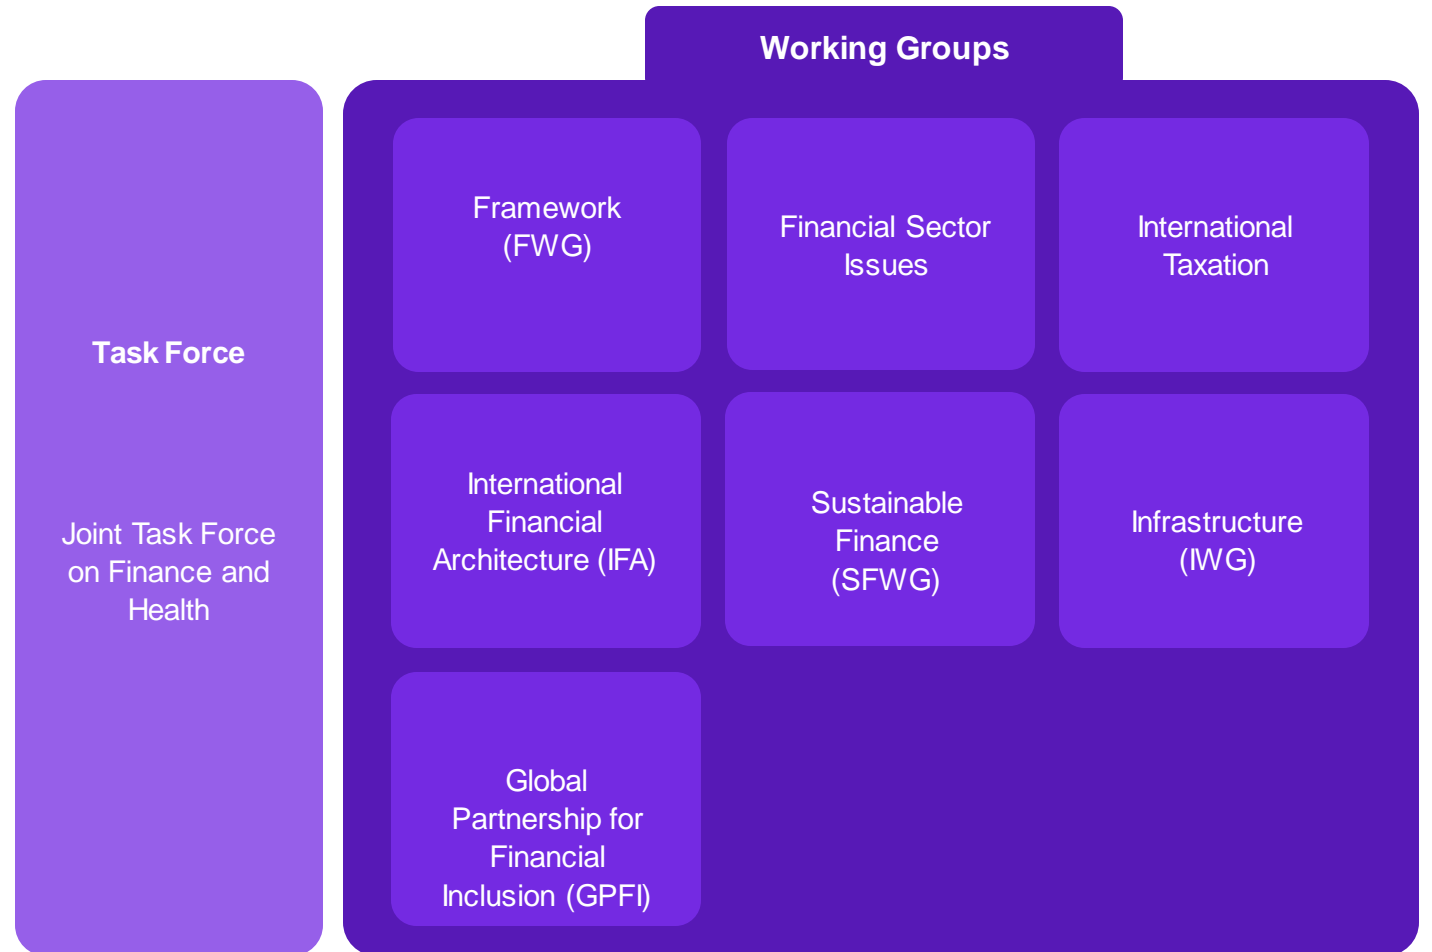 Working Groups
Task Force
Joint Task Force
on Finance and
Health
Framework
(FWG)
Financial Sector
Issues
International
Taxation
International
Financial
Architecture (IFA)
Sustainable
Finance
(SFWG)
Infrastructure
(IWG)
Global
Partnership for
Financial
Inclusion (GPFI)